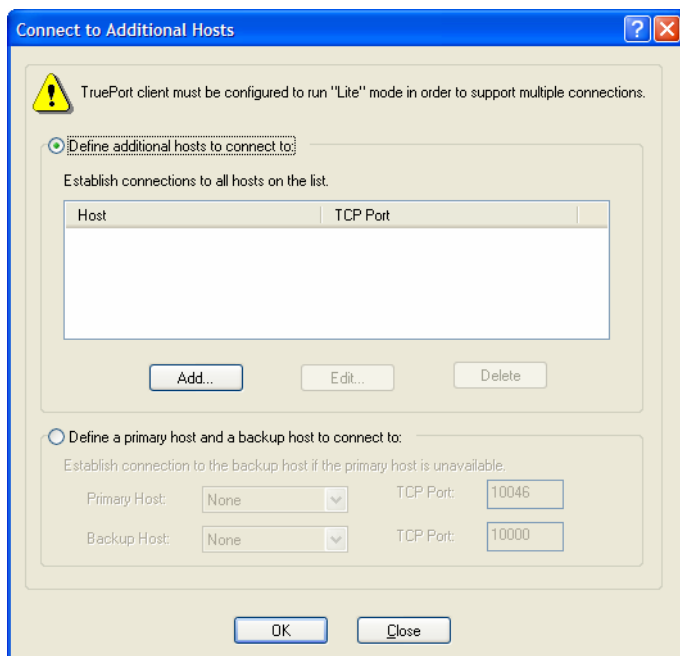 Connect to Additional Hosts
TruePort client must be configured to run "Lite" mode in order to support multiple connections.
Define additional hosts to connect to:
Establish connections to all hosts on the list.
Host TCP Port
Add... Edit... Delete
Define a primary host and a backup host to connect to:
Establish connection to the backup host if the primary host is unavailable.
Primary Host: None TCP Port: 10046
Backup Host: None TCP Port: 10000
OK Close